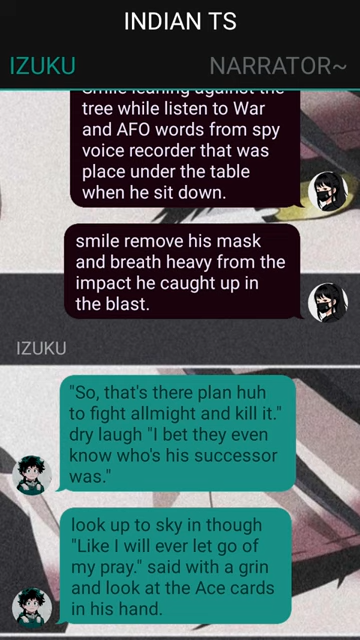 INDIAN TS
IZUKU
NARRATOR~
Smile leaning against the
tree while listen to War
and AFO words from spy
voice recorder that was
place under the table
when he sit down.
smile remove his mask
and breath heavy from the
impact he caught up in
the blast.
IZUKU
"So, that's there plan huh
to fight allmight and kill it."
dry laugh "I bet they even
know who's his successor
was."
look up to sky in though
"Like I will ever let go of
my pray." said with a grin
and look at the Ace cards
in his hand.